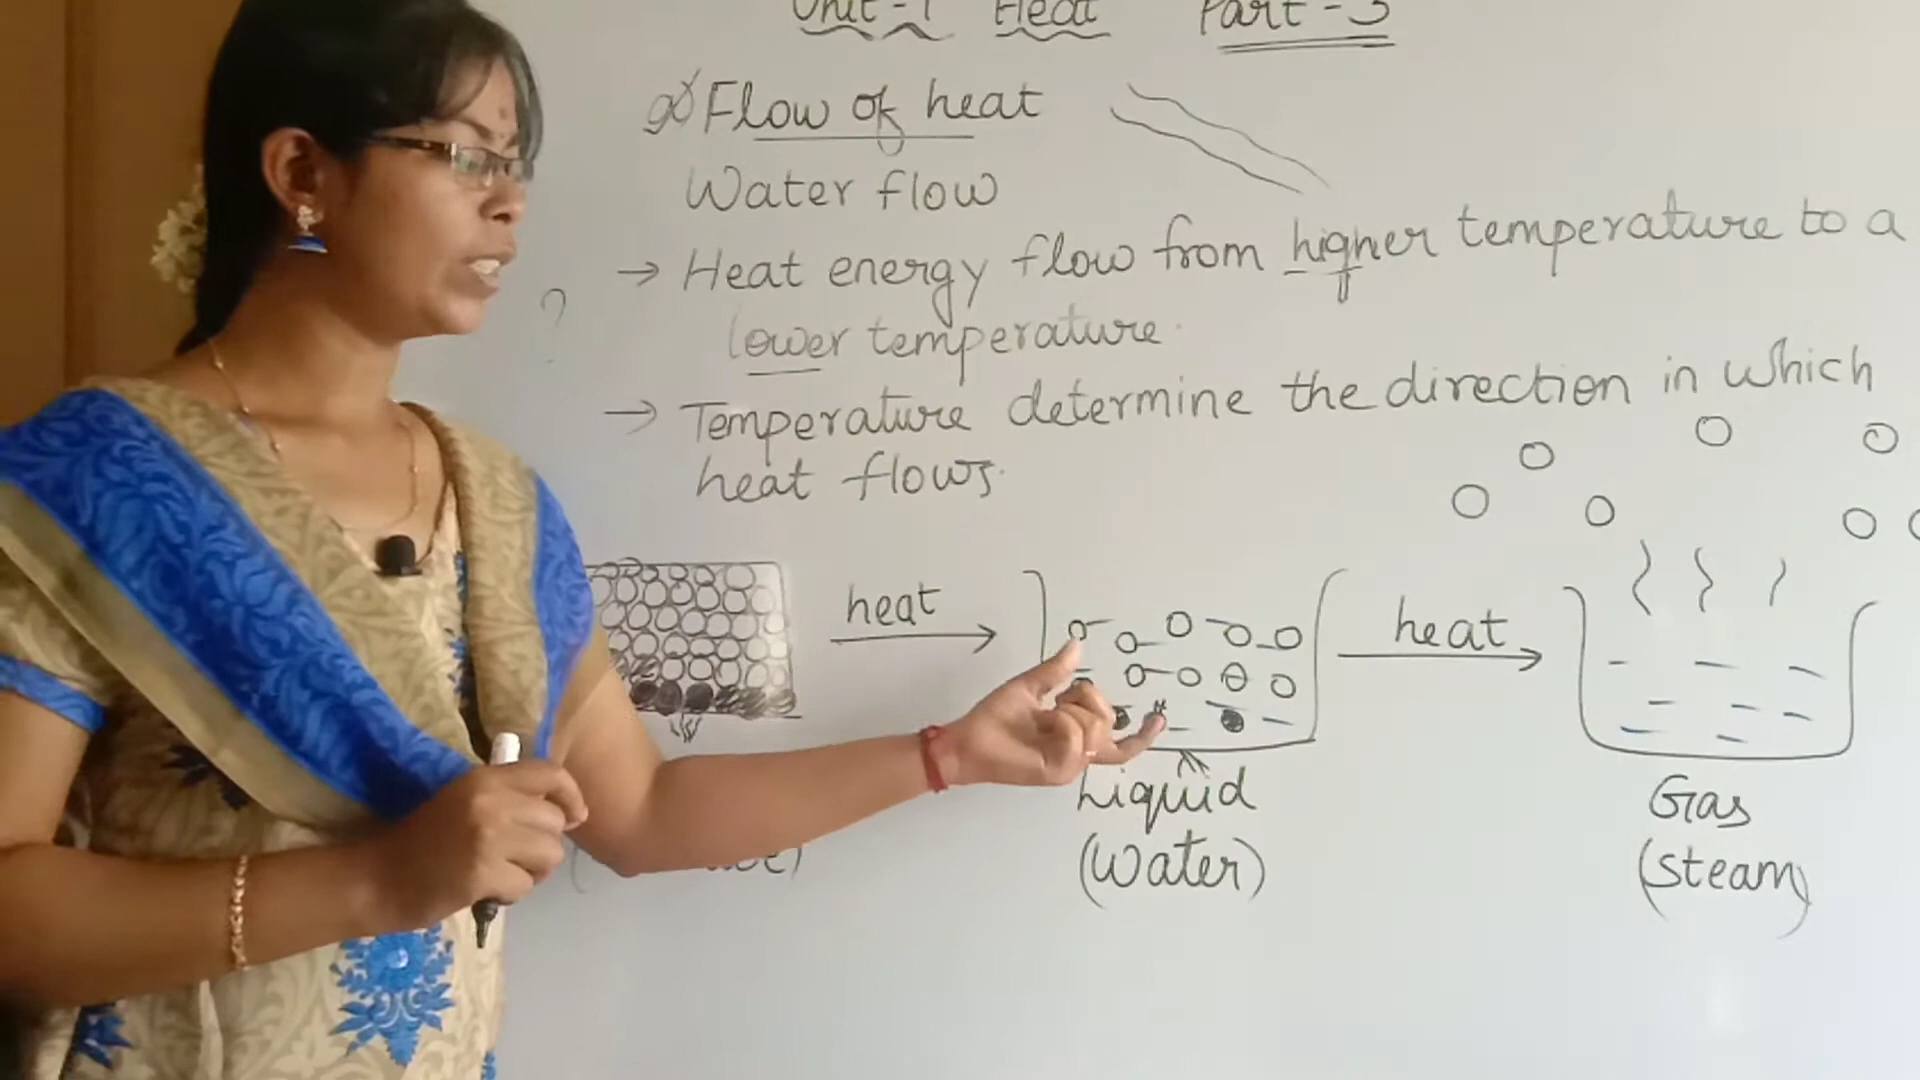 Unit-1 Heat Part-3
Flow of heat
Water flow
→ Heat energy flow from higher temperature to a
lower temperature.
→ Temperature determine the direction in which
heat flows.
?
heat
heat
Liquid
(Water)
Gas
(Steam)